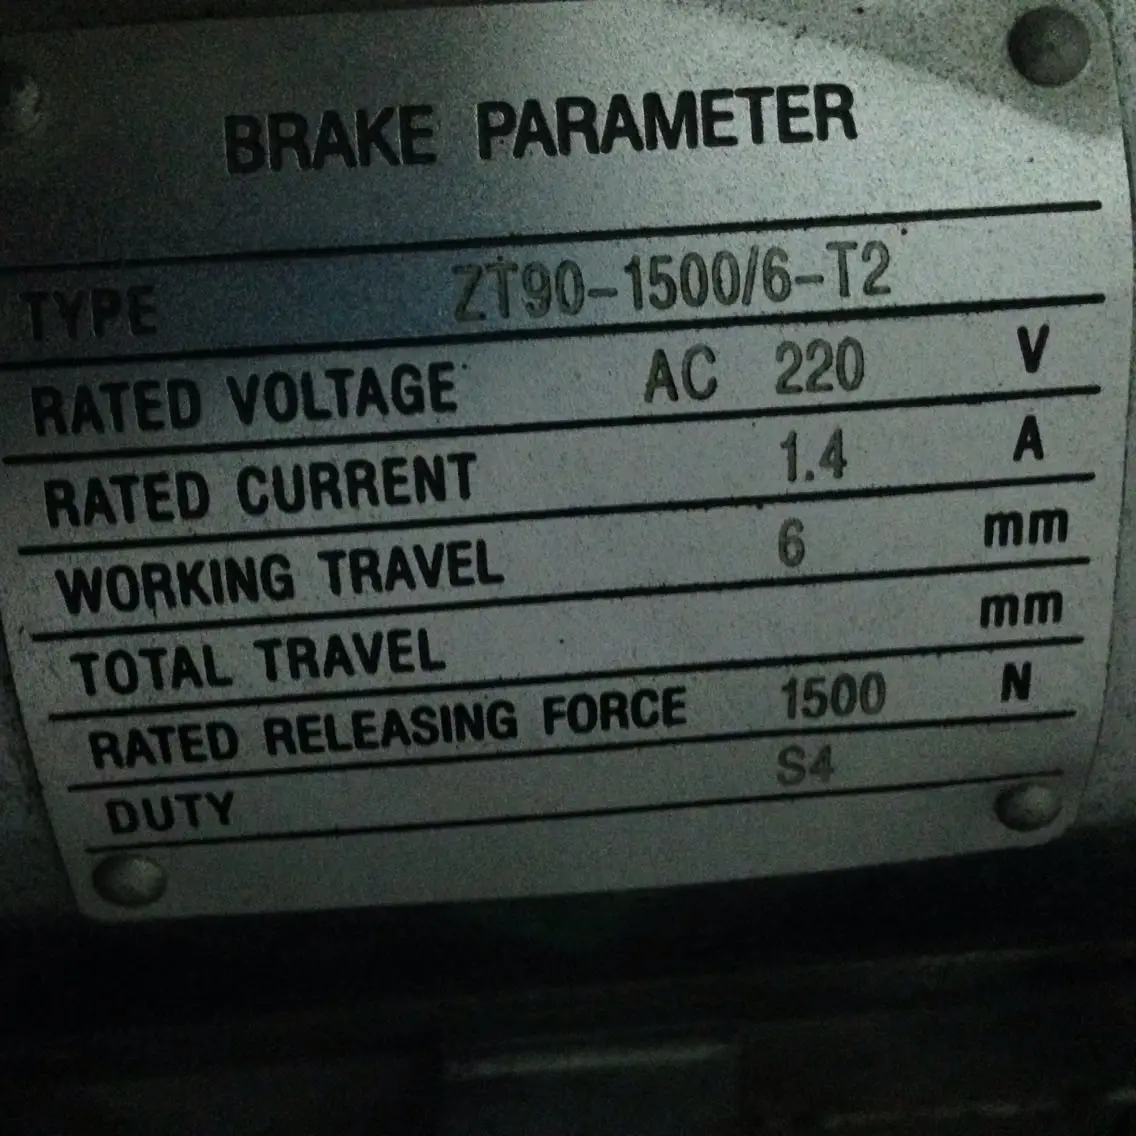 BRAKE PARAMETER
TYPE ZT90-1500/6-T2
RATED VOLTAGE AC 220 V
RATED CURRENT 1.4 A
WORKING TRAVEL 6 mm
TOTAL TRAVEL mm
RATED RELEASING FORCE 1500 N
DUTY S4